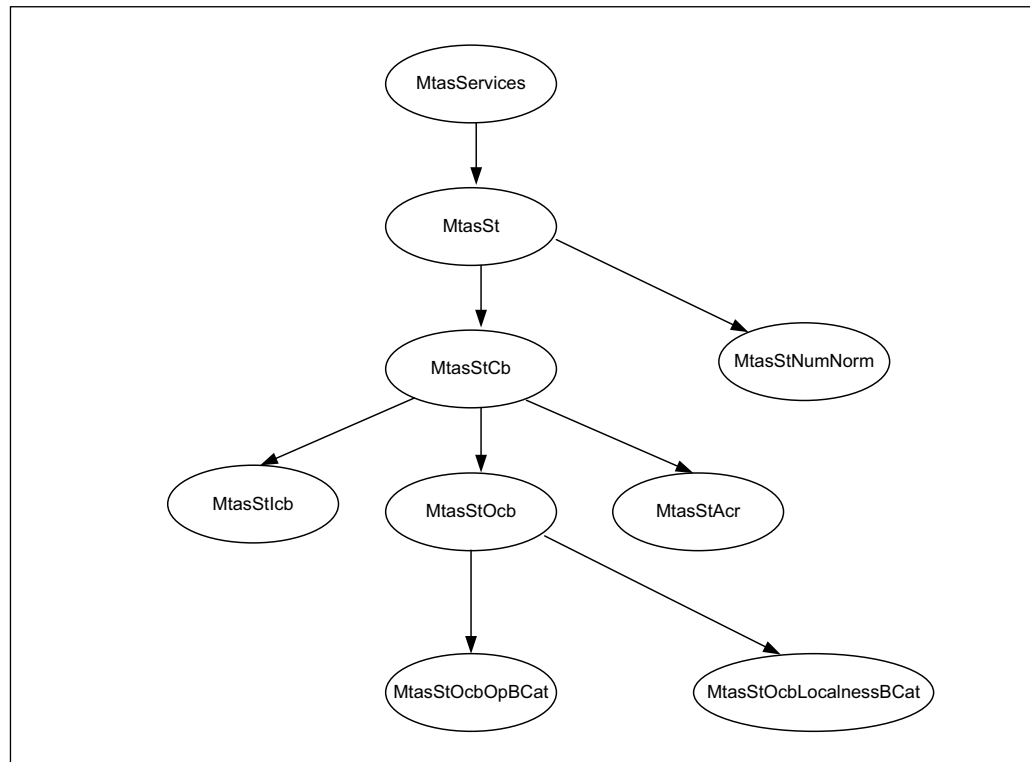 MtasServices
MtasSt
MtasStCb
MtasStNumNorm
MtasStIcb
MtasStOcb
MtasStAcr
MtasStOcbOpBCat
MtasStOcbLocalnessBCat